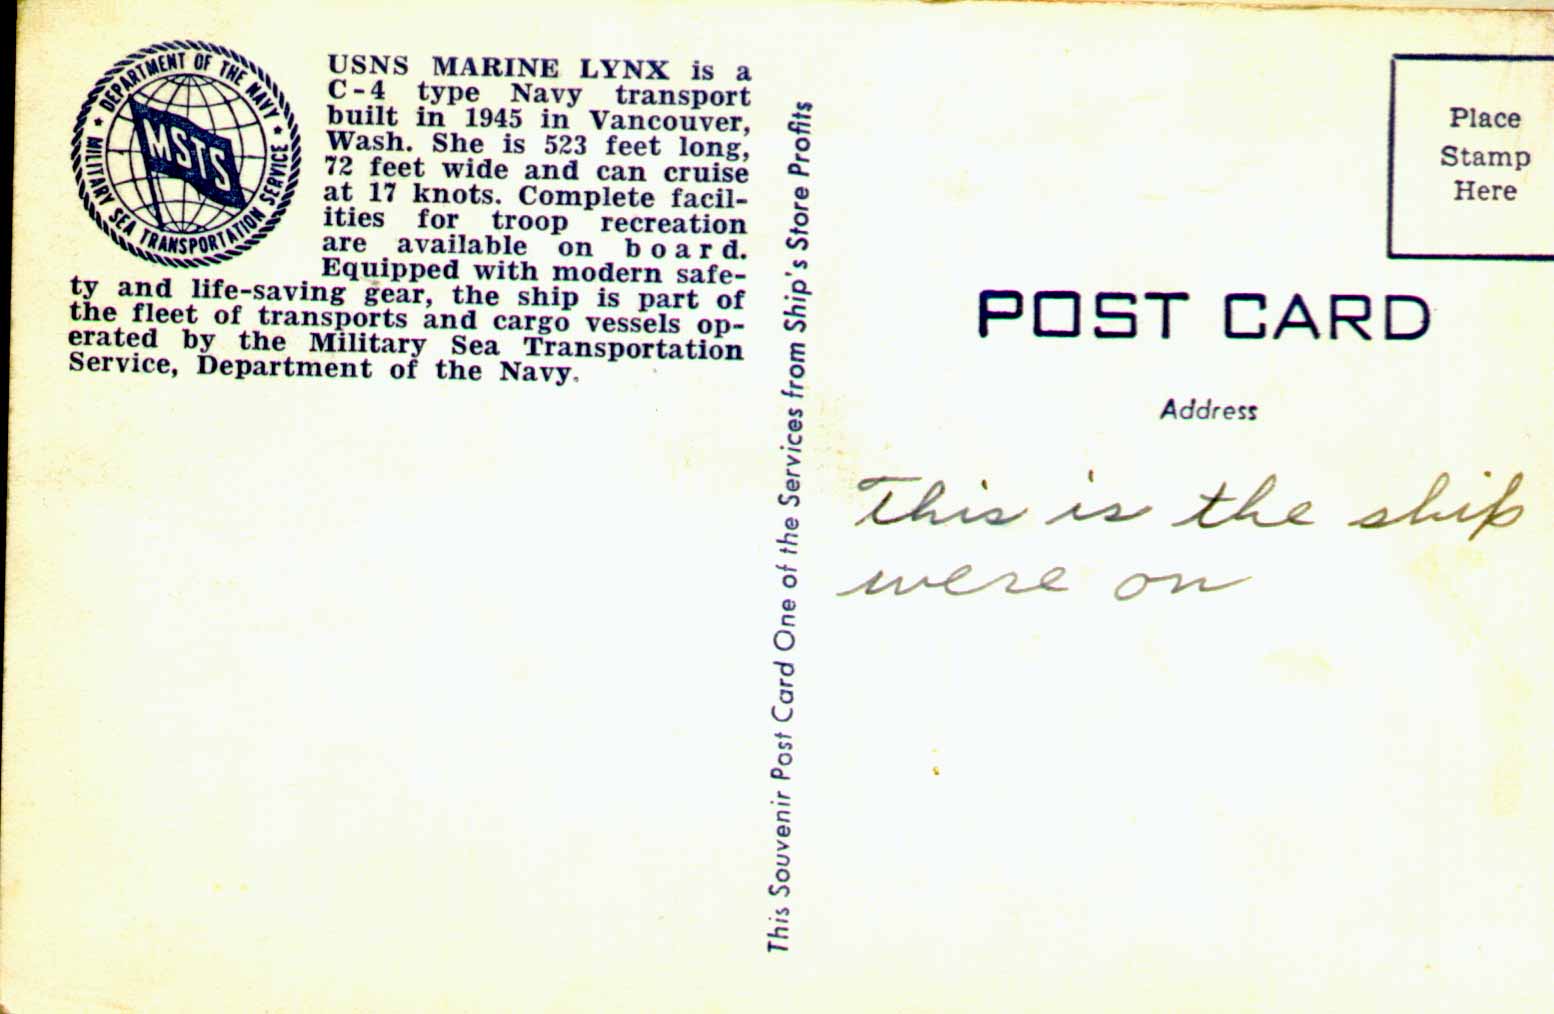 DEPARTMENT OF THE NAVY
MILITARY SEA TRANSPORTATION SERVICE
MSTS
USNS MARINE LYNX is a
C-4 type Navy transport
built in 1945 in Vancouver,
Wash. She is 523 feet long,
72 feet wide and can cruise
at 17 knots. Complete facil-
ities for troop recreation
are available on board.
Equipped with modern safe-
ty and life-saving gear, the ship is part of
the fleet of transports and cargo vessels op-
erated by the Military Sea Transportation
Service, Department of the Navy.
This Souvenir Post Card One of the Services from Ship's Store Profits
Place
Stamp
Here
POST CARD
Address
This is the ship
were on